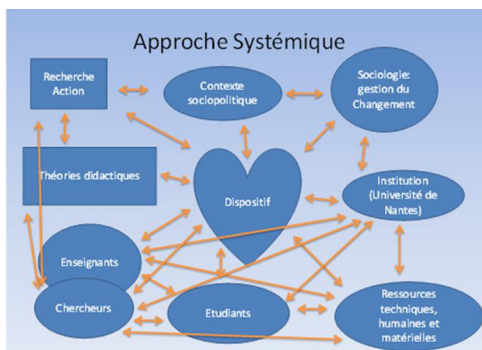 Approche Systémique
Recherche
Action
Contexte
sociopolitique
Sociologie:
gestion du
Changement
Théories didactiques
Dispositif
Institution
(Université de
Nantes)
Enseignants
Chercheurs
Etudiants
Ressources
techniques,
humaines et
matérielles